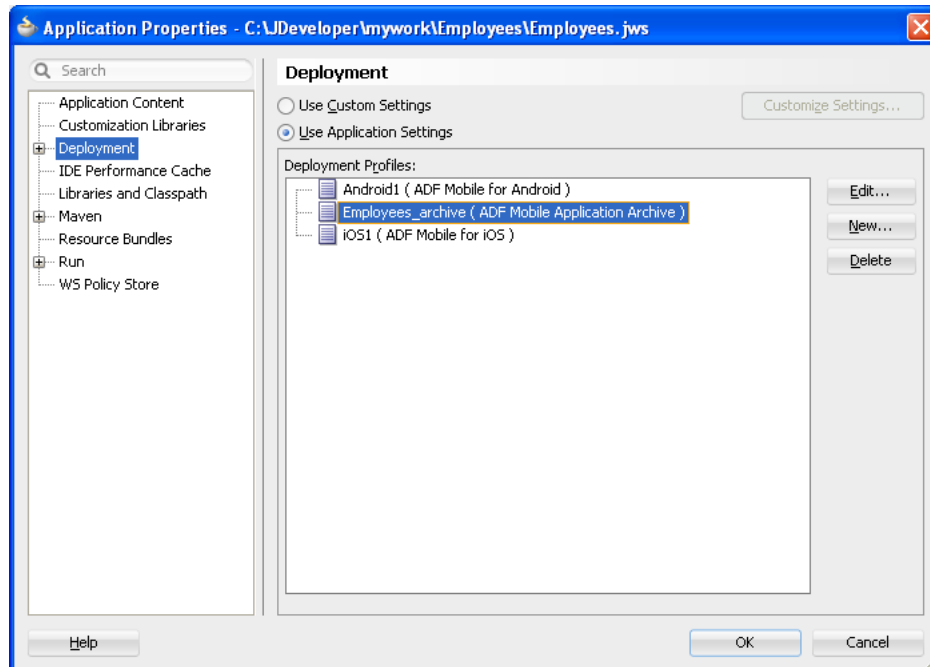 Application Properties - C:\JDeveloper\mywork\Employees\Employees.jws
Search
Application Content
Customization Libraries
Deployment
IDE Performance Cache
Libraries and Classpath
Maven
Resource Bundles
Run
WS Policy Store
Deployment
Use Custom Settings
Customize Settings...
Use Application Settings
Deployment Profiles:
Android1 ( ADF Mobile for Android )
Employees_archive ( ADF Mobile Application Archive )
iOS1 ( ADF Mobile for iOS )
Edit...
New...
Delete
Help
OK
Cancel